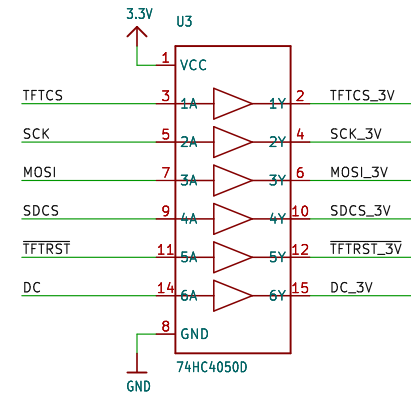 3.3V
U3
1 VCC
TFTCS 3 1A 1Y 2 TFTCS_3V
SCK 5 2A 2Y 4 SCK_3V
MOSI 7 3A 3Y 6 MOSI_3V
SDCS 9 4A 4Y 10 SDCS_3V
TFTRST 11 5A 5Y 12 TFTRST_3V
DC 14 6A 6Y 15 DC_3V
8 GND
74HC4050D
GND